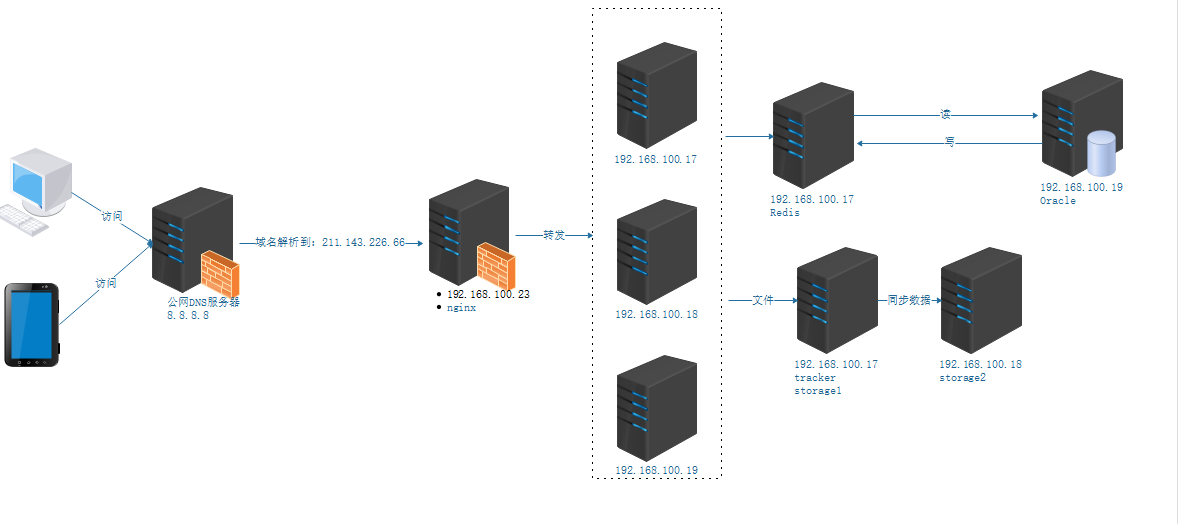 访问
访问
公网DNS服务器
8.8.8.8
域名解析到: 211.143.226.66
192.168.100.23
nginx
转发
192.168.100.17
192.168.100.18
192.168.100.19
192.168.100.17
Redis
读
写
192.168.100.19
Oracle
文件
192.168.100.17
tracker
storage1
同步数据
192.168.100.18
storage2